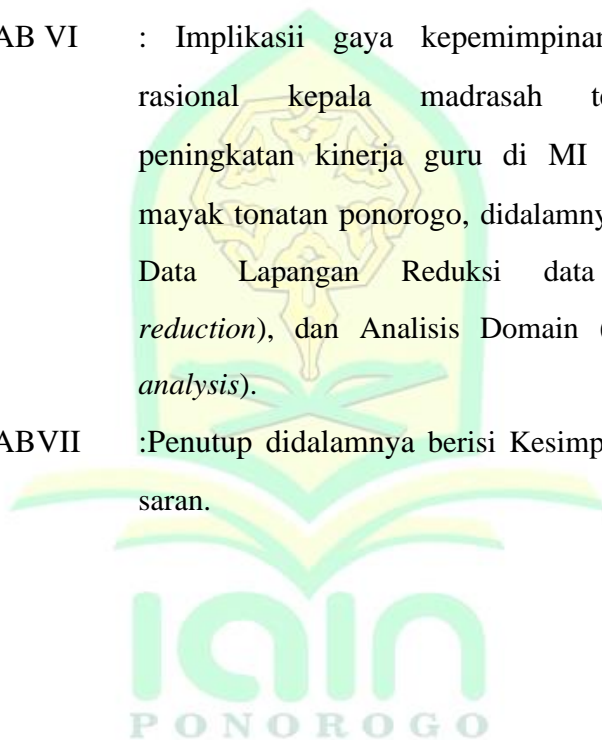 AB VI : Implikasii gaya kepemimpinan
rasional kepala madrasah te
peningkatan kinerja guru di MI
mayak tonatan ponorogo, didalamny
Data Lapangan Reduksi data
reduction), dan Analisis Domain (
analysis).
ABVII :Penutup didalamnya berisi Kesimp
saran.
iain
PONOROGO